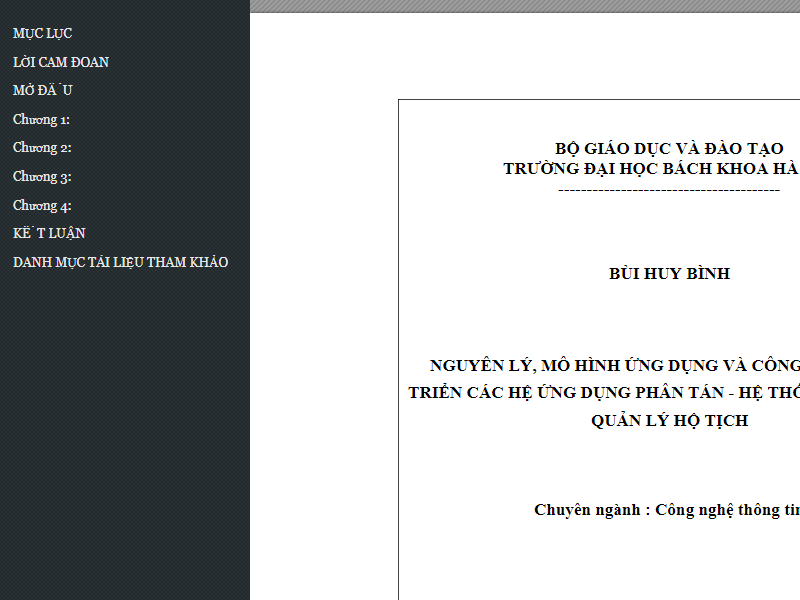 MỤC LỤC
LỜI CAM ĐOAN
MỞ ĐẦU
Chương 1:
Chương 2:
Chương 3:
Chương 4:
KẾT LUẬN
DANH MỤC TÀI LIỆU THAM KHẢO
BỘ GIÁO DỤC VÀ ĐÀO TẠO
TRƯỜNG ĐẠI HỌC BÁCH KHOA HÀ
---------------------------------------
BÙI HUY BÌNH
NGUYÊN LÝ, MÔ HÌNH ỨNG DỤNG VÀ CÔNG
TRIỂN CÁC HỆ ỨNG DỤNG PHÂN TÁN - HỆ THỐ
QUẢN LÝ HỘ TỊCH
Chuyên ngành : Công nghệ thông tin